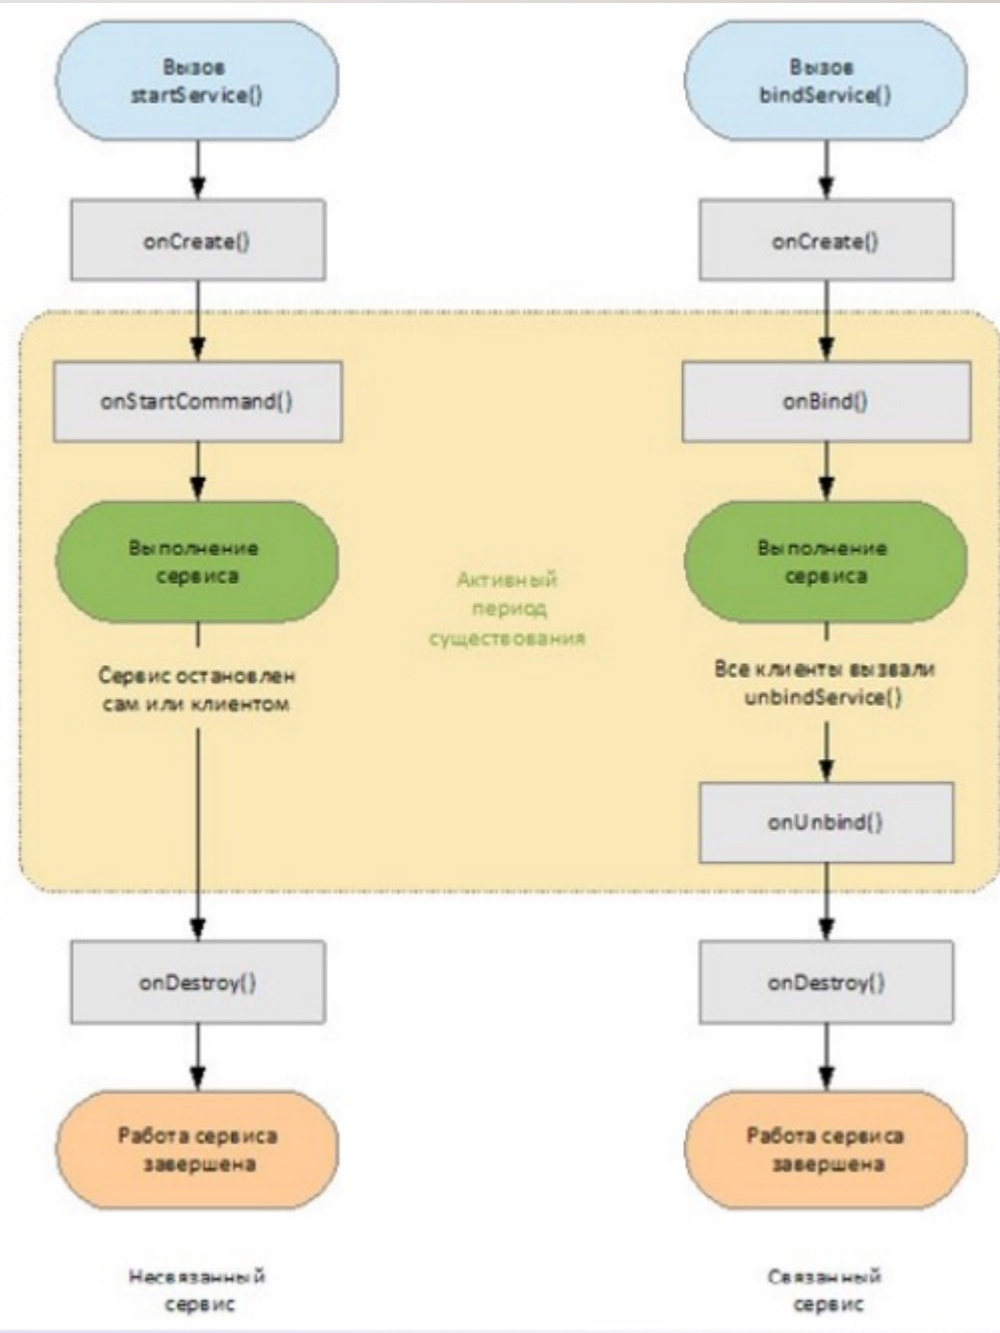 Вызов
startService()
onCreate()
onStartCommand()
Выполнение
сервиса
Сервис остановлен
сам или клиентом
onDestroy()
Работа сервиса
завершена
Несвязанный
сервис
Активный
период
существования
Вызов
bindService()
onCreate()
onBind()
Выполнение
сервиса
Все клиенты вызвали
unbindService()
onUnbind()
onDestroy()
Работа сервиса
завершена
Связанный
сервис